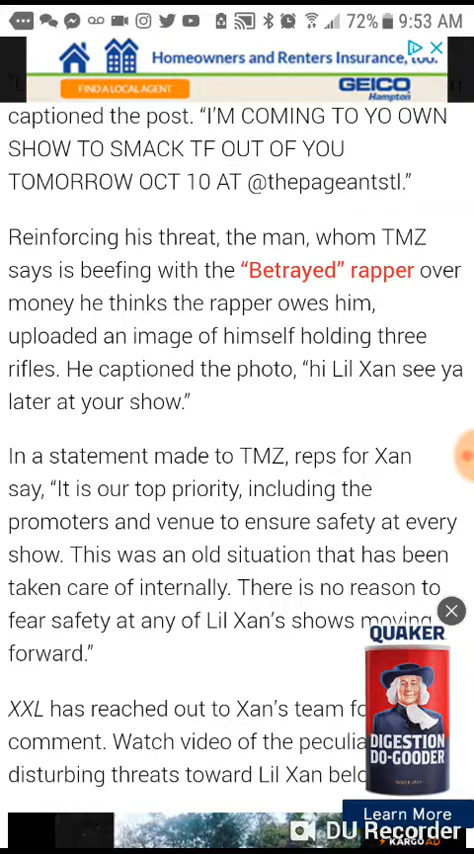 72% 9:53 AM
Homeowners and Renters Insurance,
FIND A LOCAL AGENT
GEICO
Hampton
captioned the post. “I’M COMING TO YO OWN
SHOW TO SMACK TF OUT OF YOU
TOMORROW OCT 10 AT @thepageantstl.”
Reinforcing his threat, the man, whom TMZ
says is beefing with the “Betrayed” rapper over
money he thinks the rapper owes him,
uploaded an image of himself holding three
rifles. He captioned the photo, “hi Lil Xan see ya
later at your show.”
In a statement made to TMZ, reps for Xan
say, “It is our top priority, including the
promoters and venue to ensure safety at every
show. This was an old situation that has been
taken care of internally. There is no reason to
fear safety at any of Lil Xan’s shows moving
forward.”
QUAKER
XXL has reached out to Xan’s team
comment. Watch video of the
disturbing threats toward Lil Xan
DIGESTION
DO-GOODER
Learn More
DU Recorder
KARGO AD